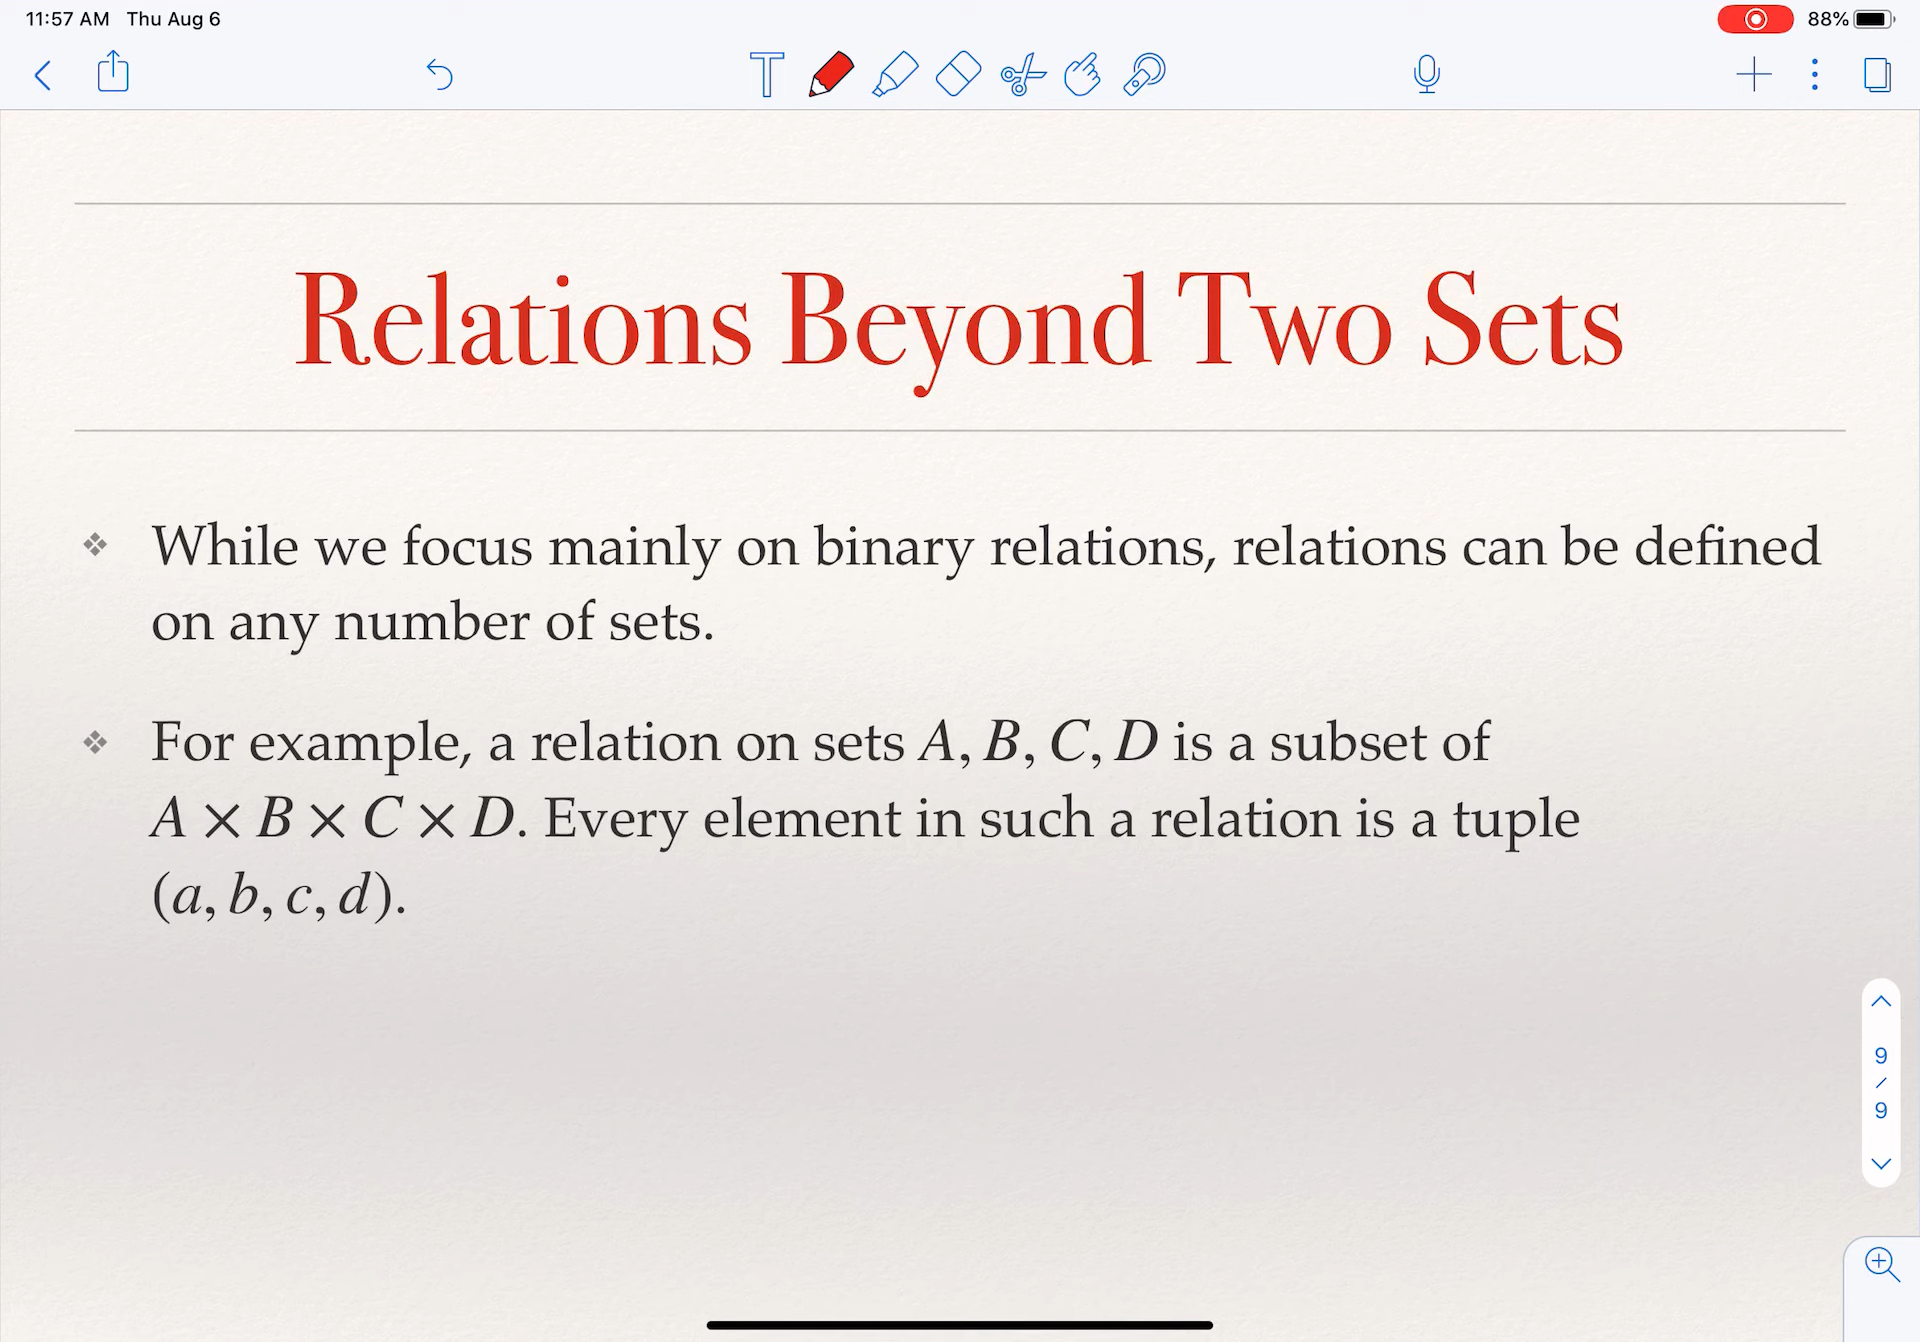 11:57 AM Thu Aug 6
88%
Relations Beyond Two Sets
❖ While we focus mainly on binary relations, relations can be defined
on any number of sets.
❖ For example, a relation on sets A, B, C, D is a subset of
A × B × C × D. Every element in such a relation is a tuple
(a, b, c, d).
9
/
9